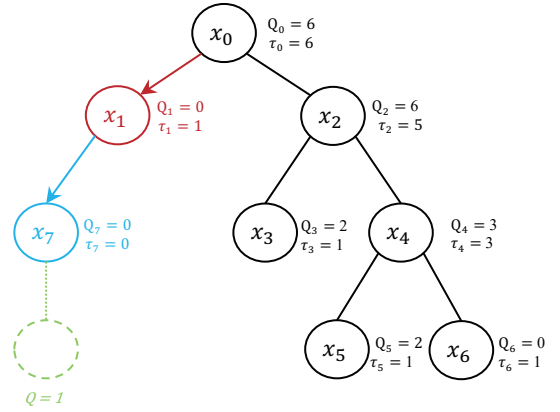 x₀
Q₀ = 6
τ₀ = 6
x₁
Q₁ = 0
τ₁ = 1
x₂
Q₂ = 6
τ₂ = 5
x₇
Q₇ = 0
τ₇ = 0
x₃
Q₃ = 2
τ₃ = 1
x₄
Q₄ = 3
τ₄ = 3
x₅
Q₅ = 2
τ₅ = 1
x₆
Q₆ = 0
τ₆ = 1
Q = 1